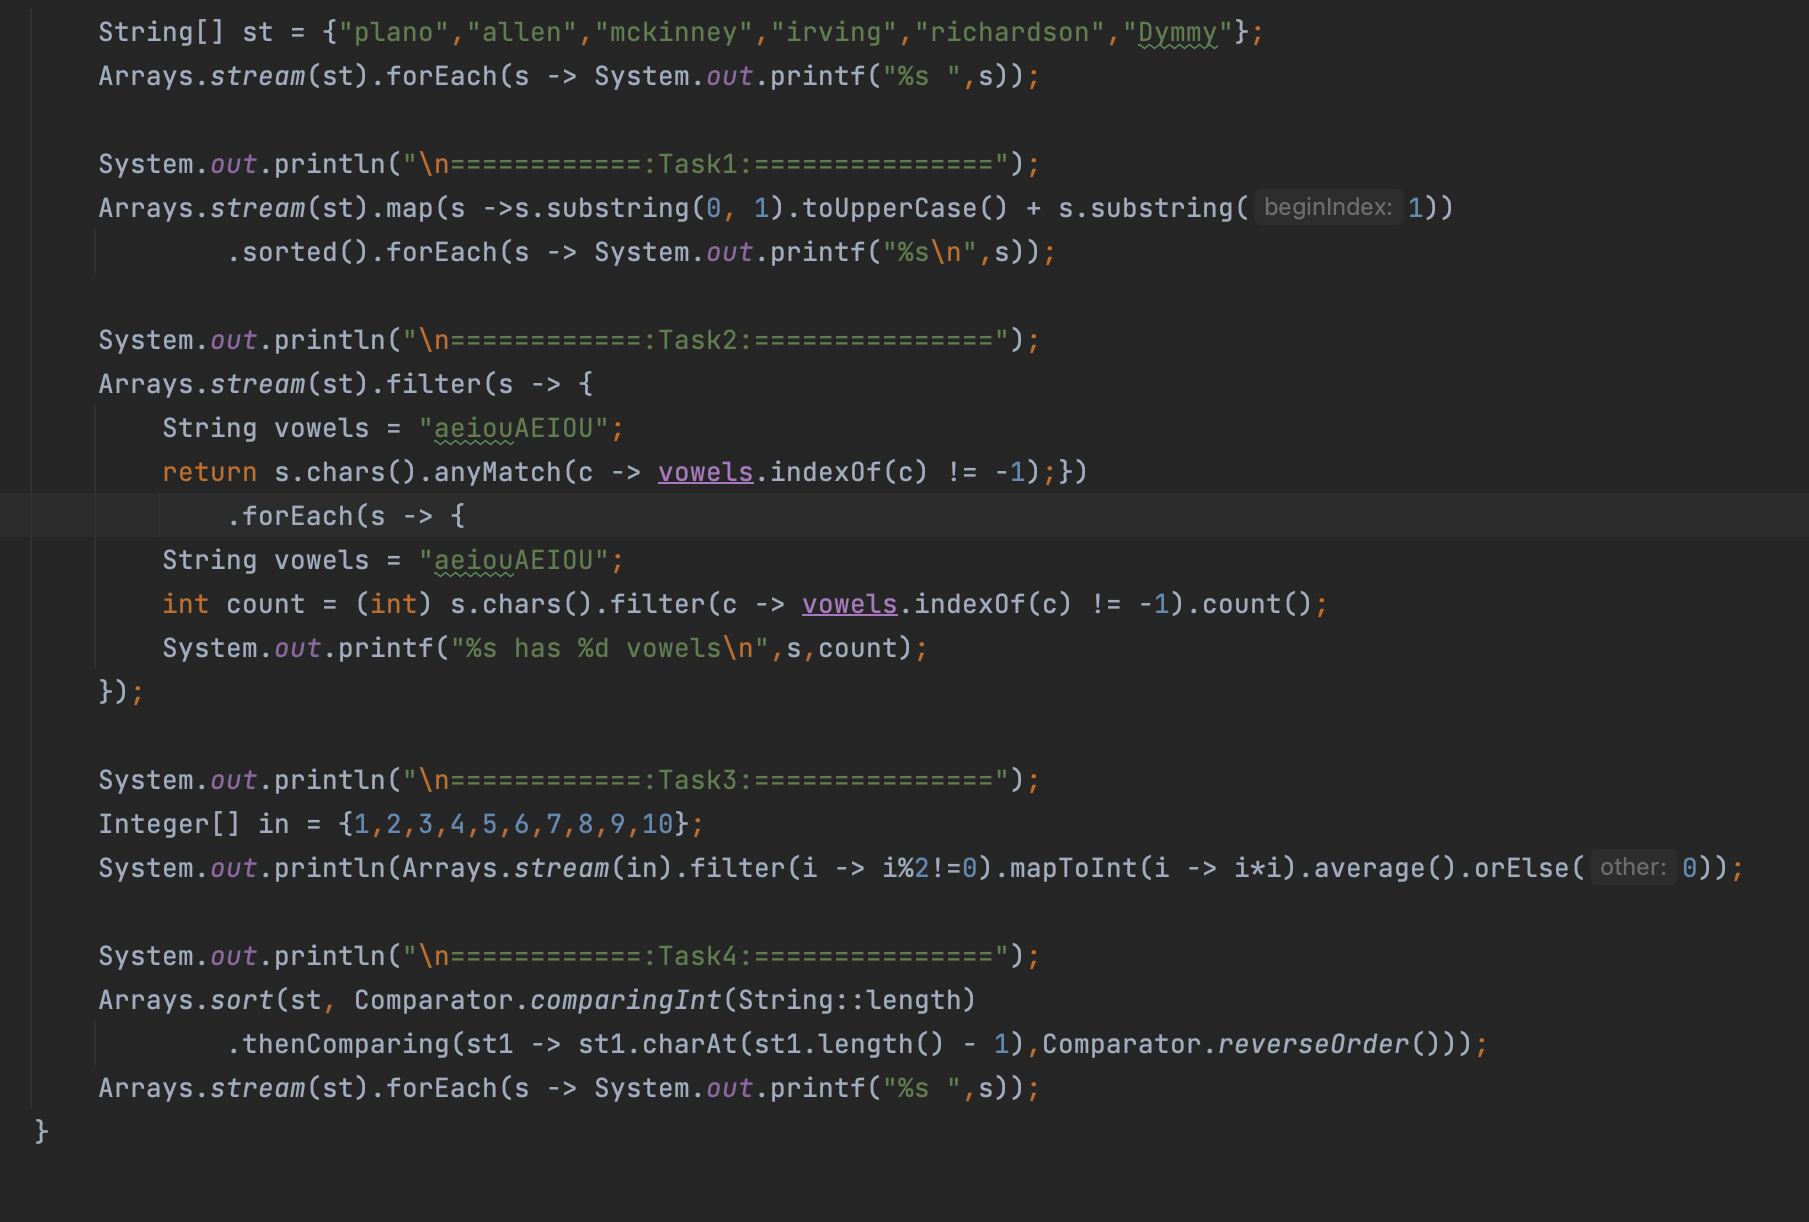 String[] st = {"plano","allen","mckinney","irving","richardson","Dymmy"};
Arrays.stream(st).forEach(s -> System.out.printf("%s ",s));
System.out.println("\n============:Task1:===============");
Arrays.stream(st).map(s ->s.substring(0, 1).toUpperCase() + s.substring( beginIndex: 1))
.sorted().forEach(s -> System.out.printf("%s\n",s));
System.out.println("\n============:Task2:===============");
Arrays.stream(st).filter(s -> {
String vowels = "aeiouAEIOU";
return s.chars().anyMatch(c -> vowels.indexOf(c) != -1);})
.forEach(s -> {
String vowels = "aeiouAEIOU";
int count = (int) s.chars().filter(c -> vowels.indexOf(c) != -1).count();
System.out.printf("%s has %d vowels\n",s,count);
});
System.out.println("\n============:Task3:===============");
Integer[] in = {1,2,3,4,5,6,7,8,9,10};
System.out.println(Arrays.stream(in).filter(i -> i%2!=0).mapToInt(i -> i*i).average().orElse( other: 0));
System.out.println("\n============:Task4:===============");
Arrays.sort(st, Comparator.comparingInt(String::length)
.thenComparing(st1 -> st1.charAt(st1.length() - 1),Comparator.reverseOrder()));
Arrays.stream(st).forEach(s -> System.out.printf("%s ",s));
}